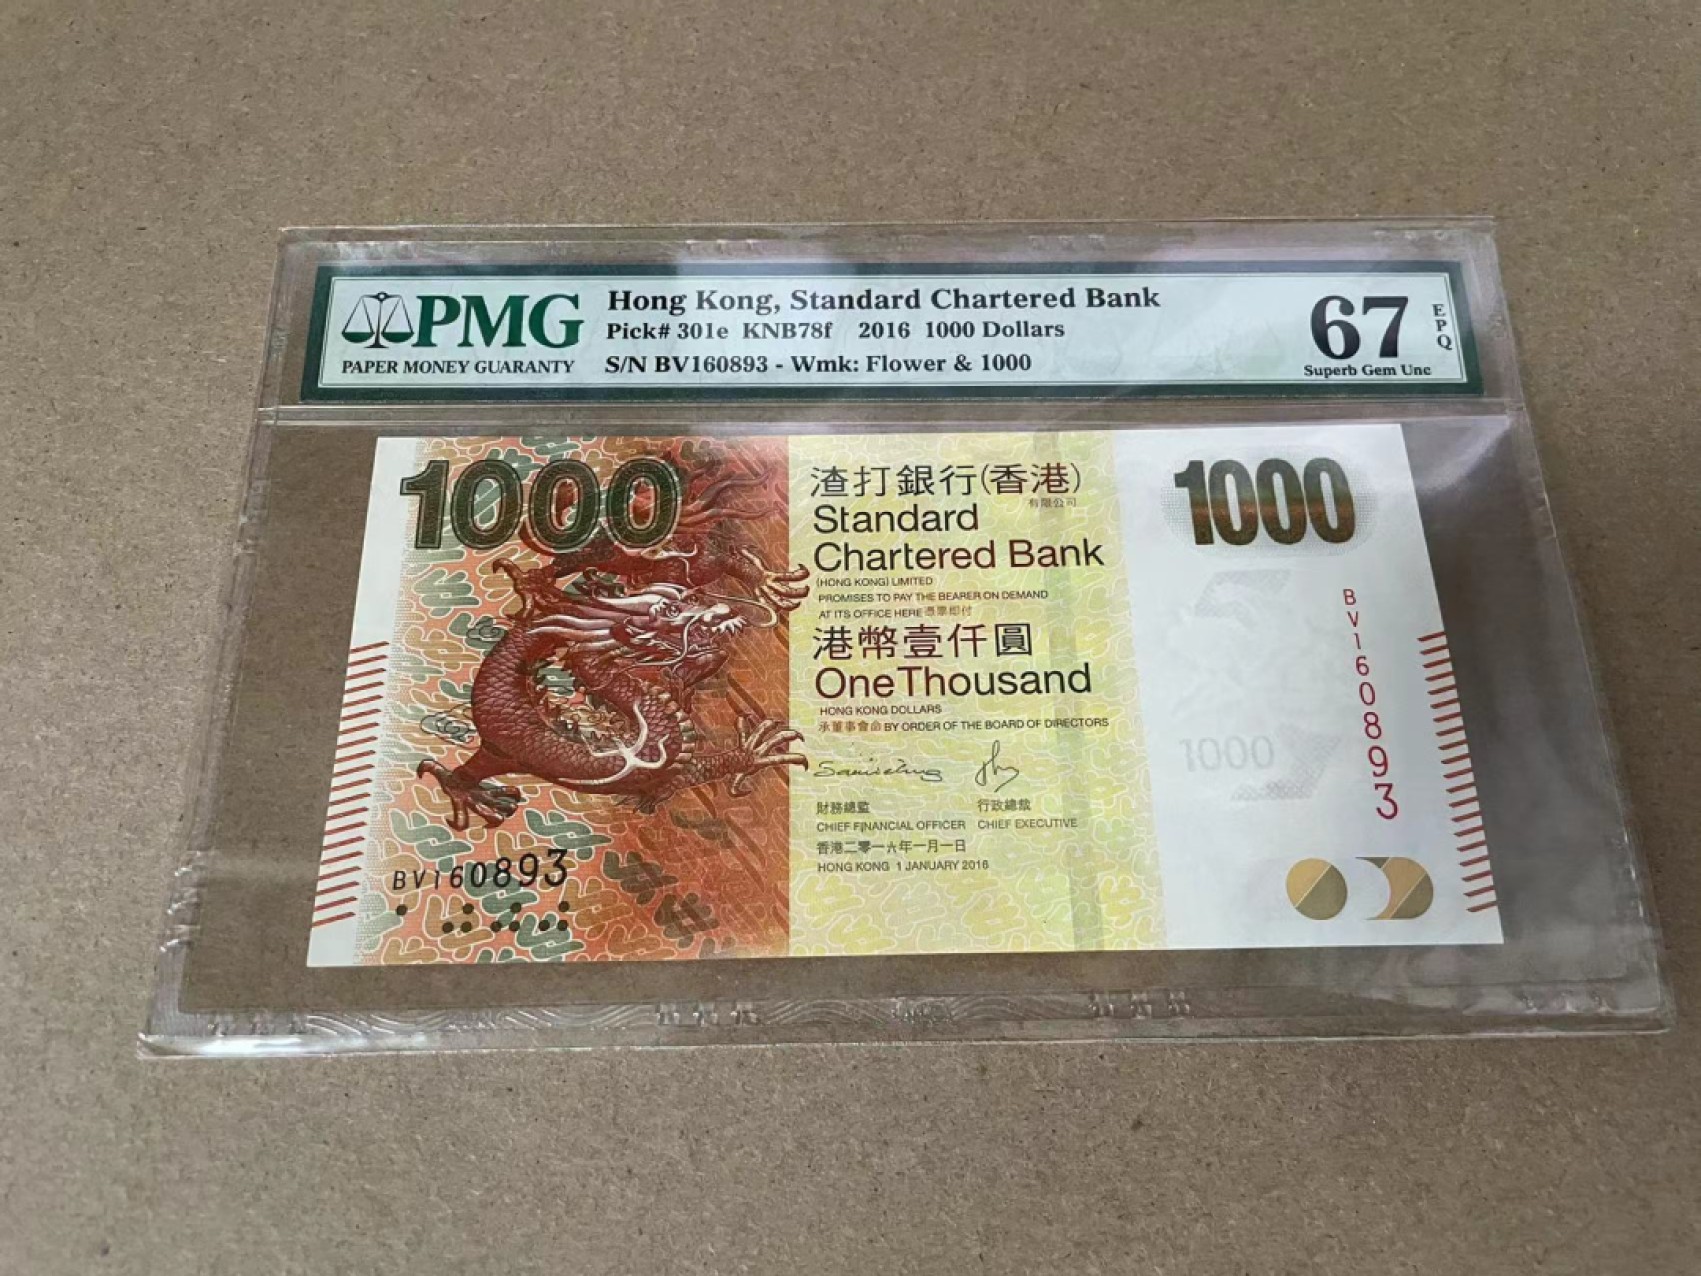 PMG
PAPER MONEY GUARANTY
Hong Kong, Standard Chartered Bank
Pick# 301e KNB78f 2016 1000 Dollars
S/N BV160893 - Wmk: Flower & 1000
67
EPQ
Superb Gem Unc
1000
渣打銀行(香港)
有限公司
Standard
Chartered Bank
(HONG KONG) LIMITED
PROMISES TO PAY THE BEARER ON DEMAND
AT ITS OFFICE HERE 憑票即付
港幣壹仟圓
One Thousand
HONG KONG DOLLARS
承董事會命 BY ORDER OF THE BOARD OF DIRECTORS
財務總監
CHIEF FINANCIAL OFFICER
行政總裁
CHIEF EXECUTIVE
香港二零一六年一月一日
HONG KONG 1 JANUARY 2016
BV160893
1000
BV160893
1000